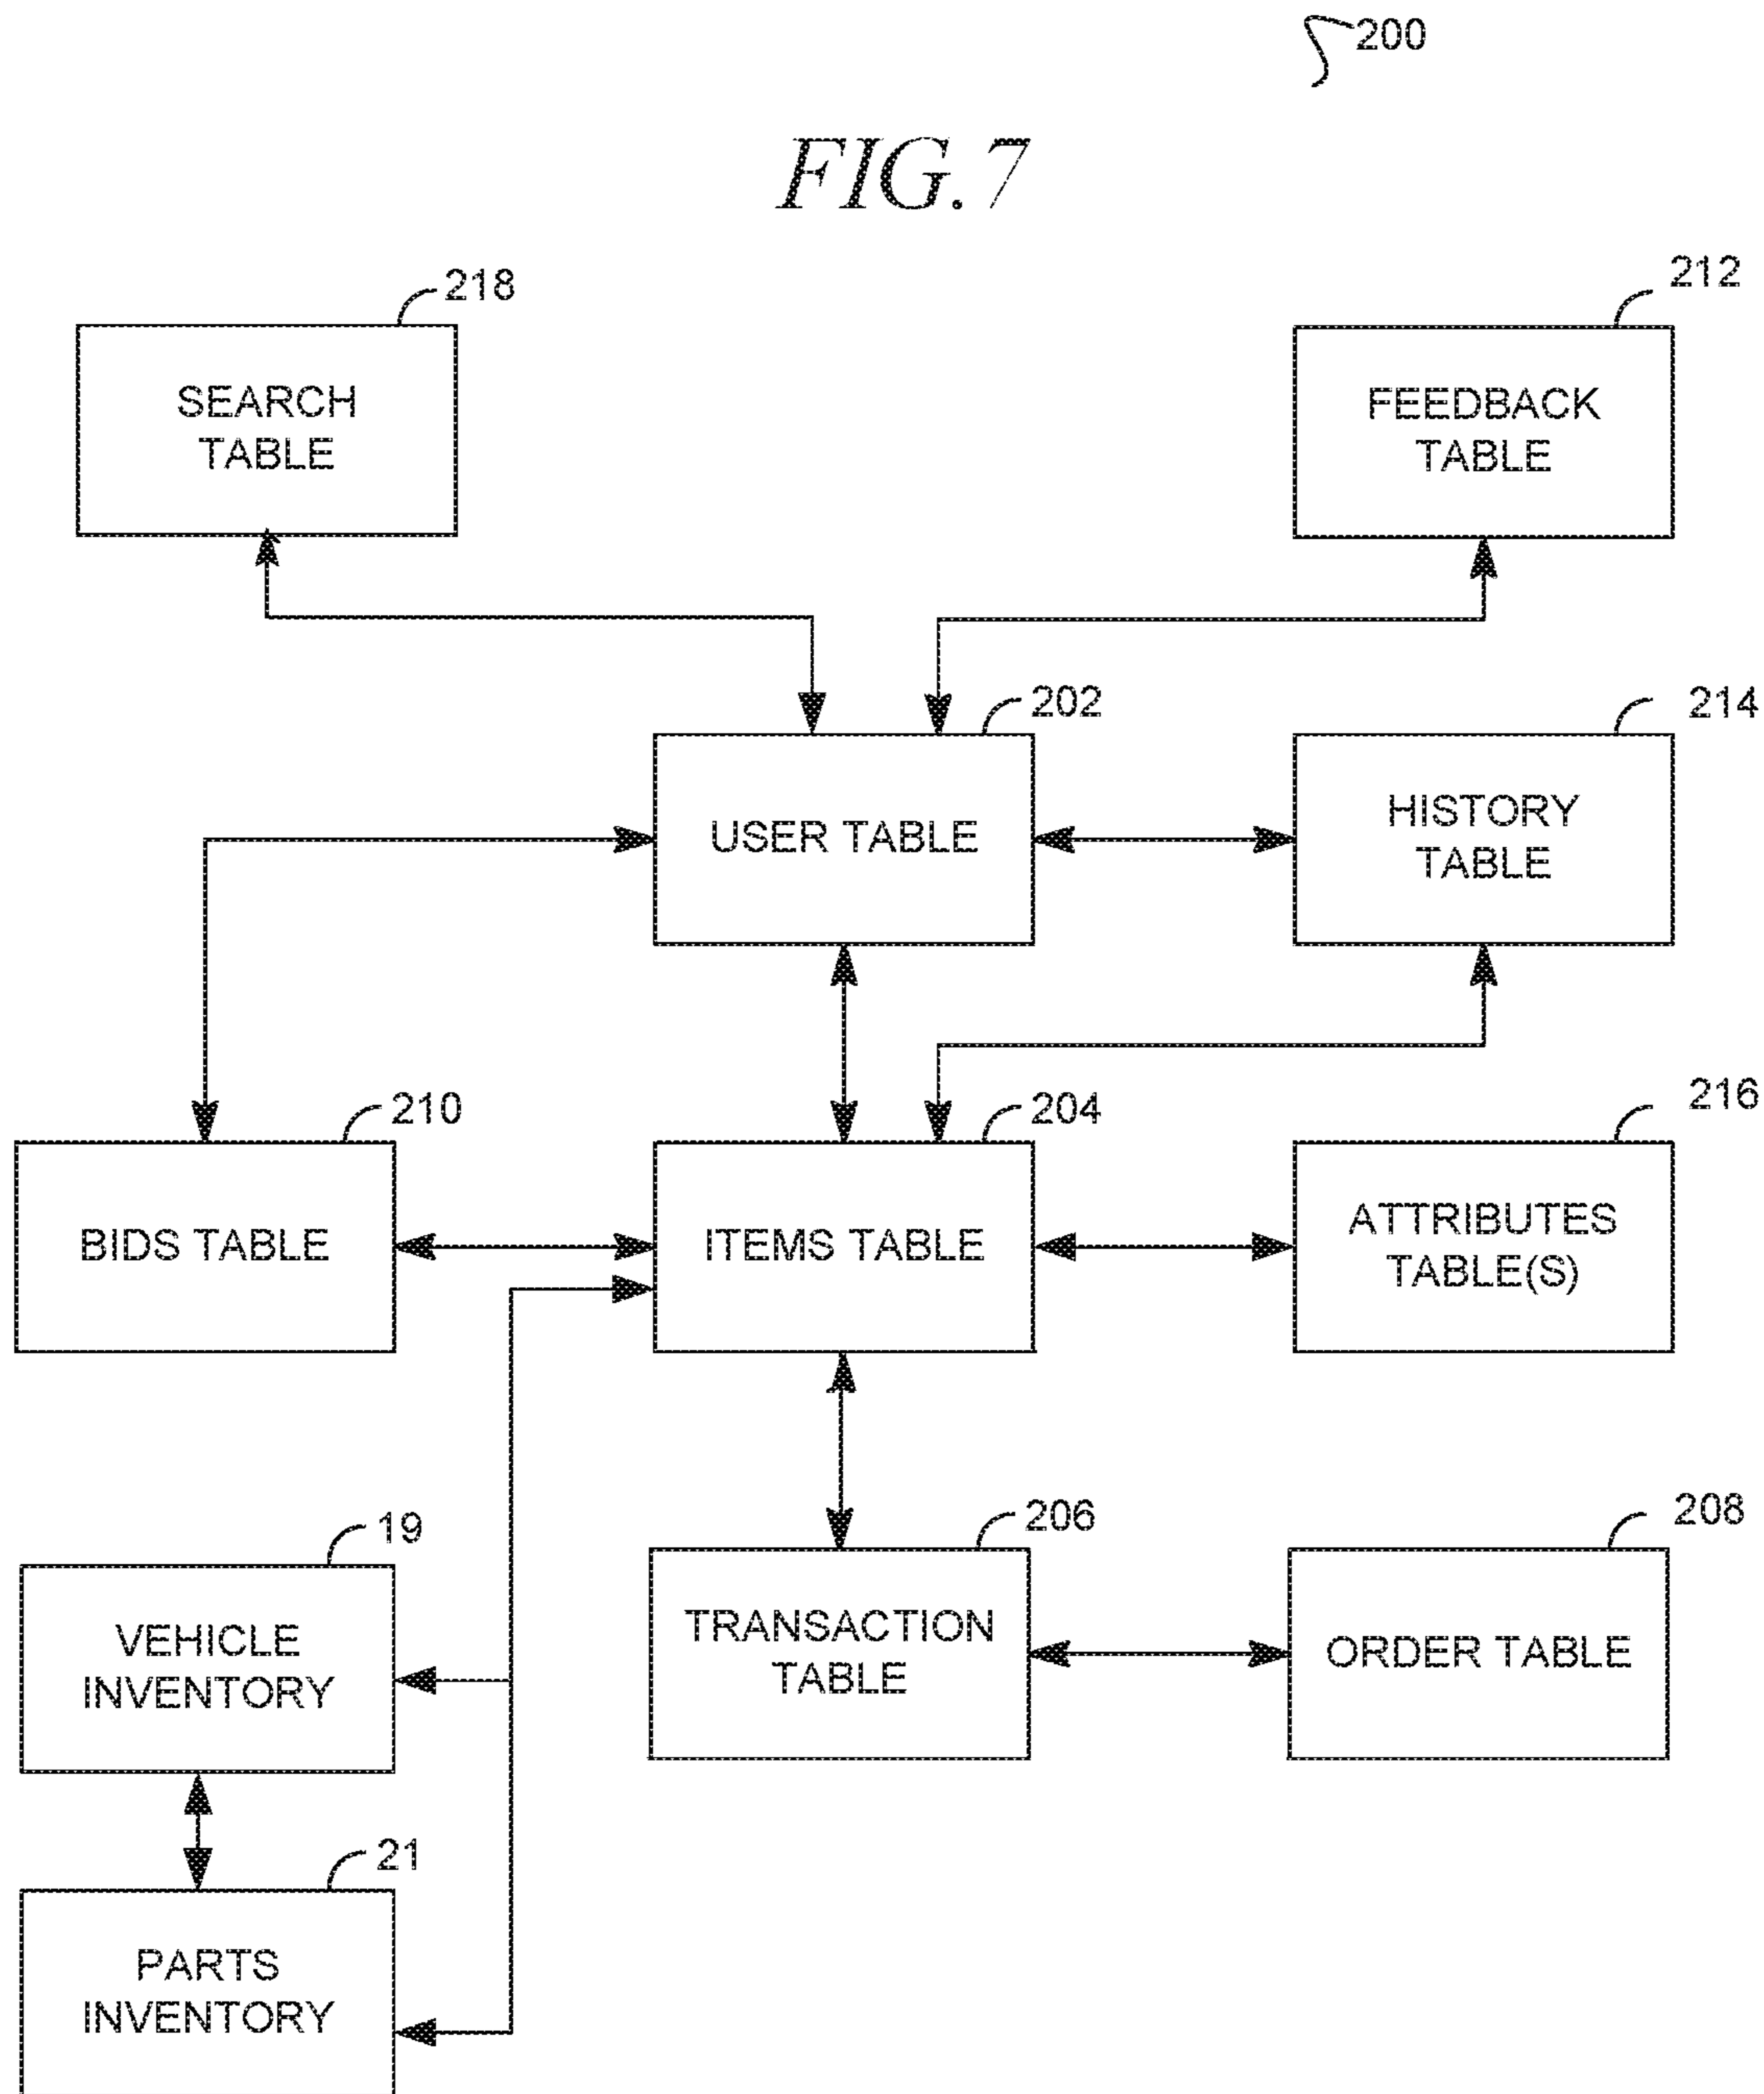 200
FIG. 7
218
212
SEARCH
TABLE
FEEDBACK
TABLE
202
214
USER TABLE
HISTORY
TABLE
210
204
216
BIDS TABLE
ITEMS TABLE
ATTRIBUTES
TABLE(S)
19
206
208
VEHICLE
INVENTORY
TRANSACTION
TABLE
ORDER TABLE
21
PARTS
INVENTORY